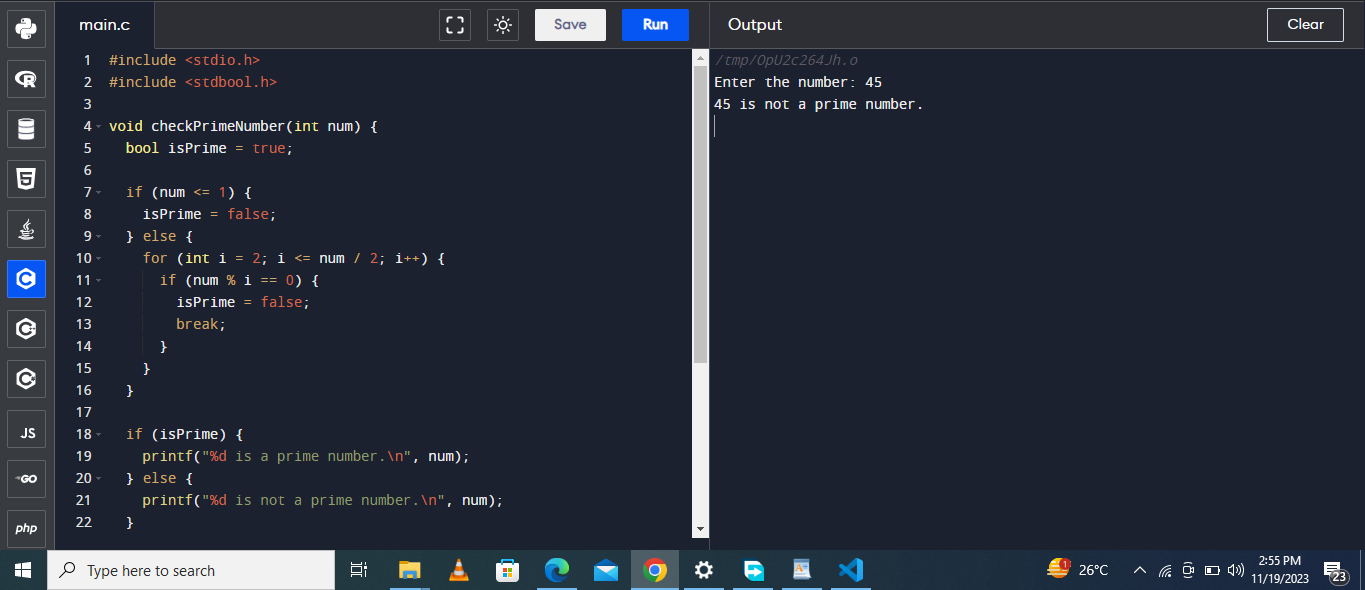 main.c
Save
Run
Output
Clear
1 #include <stdio.h>
2 #include <stdbool.h>
3
4 void checkPrimeNumber(int num) {
5   bool isPrime = true;
6
7   if (num <= 1) {
8     isPrime = false;
9   } else {
10     for (int i = 2; i <= num / 2; i++) {
11       if (num % i == 0) {
12         isPrime = false;
13         break;
14       }
15     }
16   }
17
18   if (isPrime) {
19     printf("%d is a prime number.\n", num);
20   } else {
21     printf("%d is not a prime number.\n", num);
22   }
/tmp/OpU2c264Jh.o
Enter the number: 45
45 is not a prime number.
R
5
C
C
C
JS
GO
php
Type here to search
1
26°C
2:55 PM
11/19/2023
23